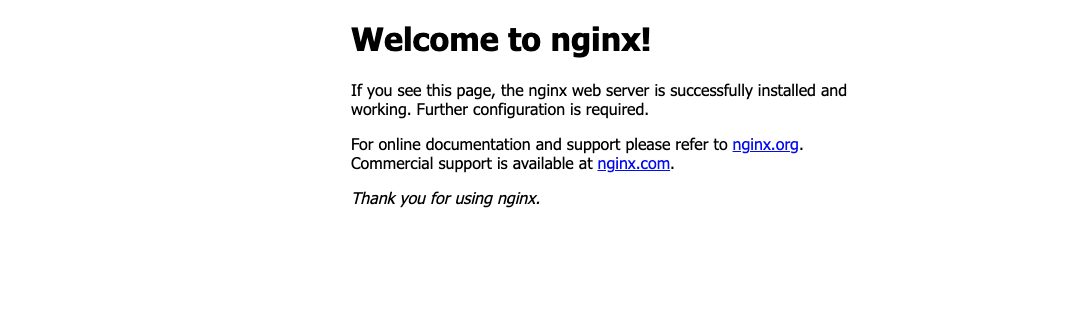 Welcome to nginx!
If you see this page, the nginx web server is successfully installed and
working. Further configuration is required.
For online documentation and support please refer to nginx.org.
Commercial support is available at nginx.com.
Thank you for using nginx.